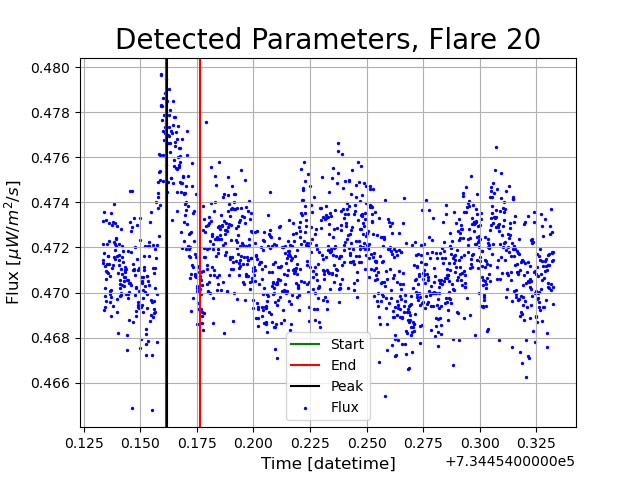 Detected Parameters, Flare 20
Flux [μW/m²/s]
0.480
0.478
0.476
0.474
0.472
0.470
0.468
0.466
Start
End
Peak
Flux
0.125 0.150 0.175 0.200 0.225 0.250 0.275 0.300 0.325
Time [datetime]
+7.3445400000e5